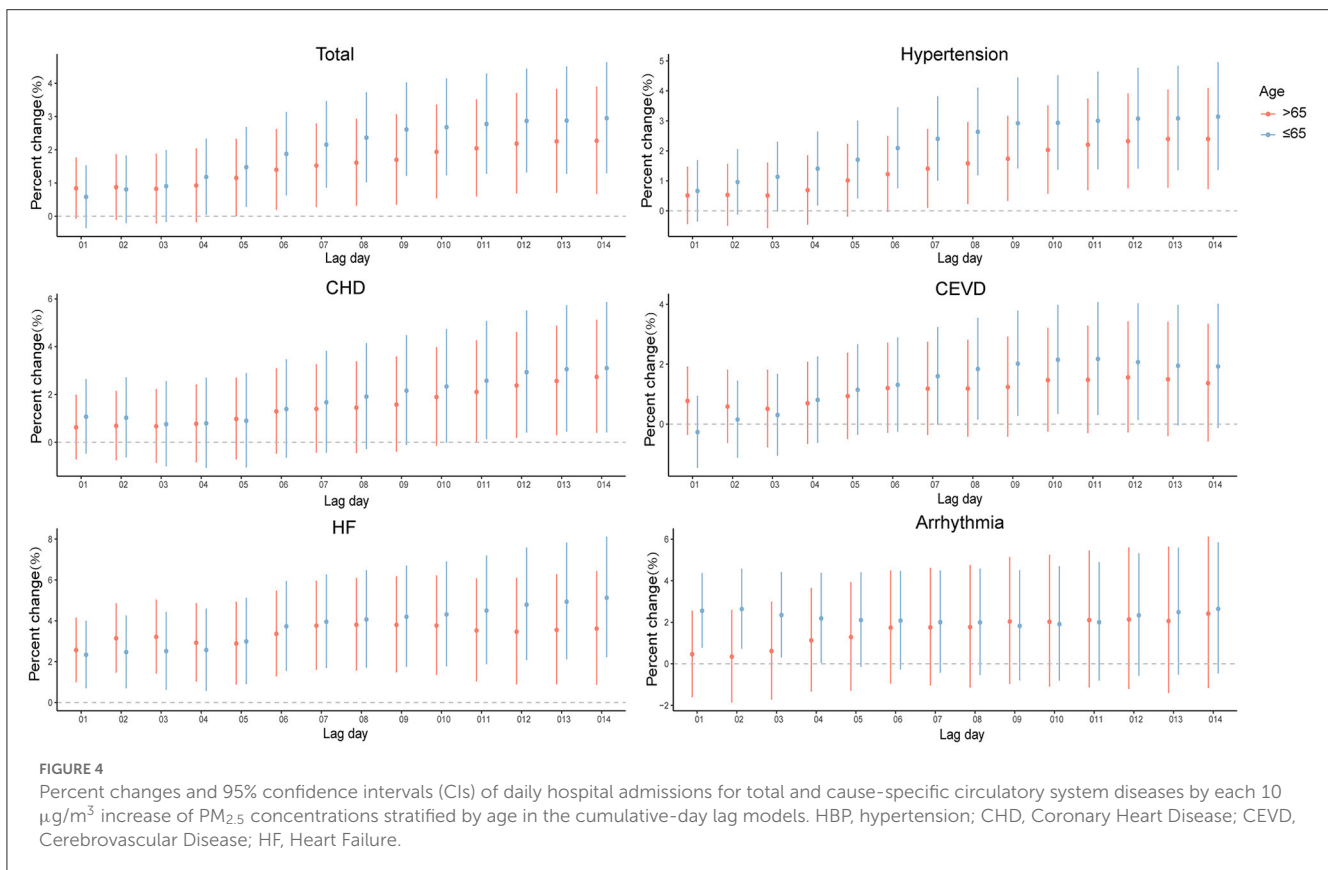 Total
Percent change(%)
4
3
2
1
0
01 02 03 04 05 06 07 08 09 010 011 012 013 014
Lag day
Hypertension
Percent change(%)
5
4
3
2
1
0
01 02 03 04 05 06 07 08 09 010 011 012 013 014
Lag day
Age
>65
≤65
CHD
Percent change(%)
6
4
2
0
01 02 03 04 05 06 07 08 09 010 011 012 013 014
Lag day
CEVD
Percent change(%)
4
2
0
01 02 03 04 05 06 07 08 09 010 011 012 013 014
Lag day
HF
Percent change(%)
8
6
4
2
0
01 02 03 04 05 06 07 08 09 010 011 012 013 014
Lag day
Arrhythmia
Percent change(%)
6
4
2
0
−2
01 02 03 04 05 06 07 08 09 010 011 012 013 014
Lag day
FIGURE 4
Percent changes and 95% confidence intervals (CIs) of daily hospital admissions for total and cause-specific circulatory system diseases by each 10
μg/m³ increase of PM₂.₅ concentrations stratified by age in the cumulative-day lag models. HBP, hypertension; CHD, Coronary Heart Disease; CEVD,
Cerebrovascular Disease; HF, Heart Failure.